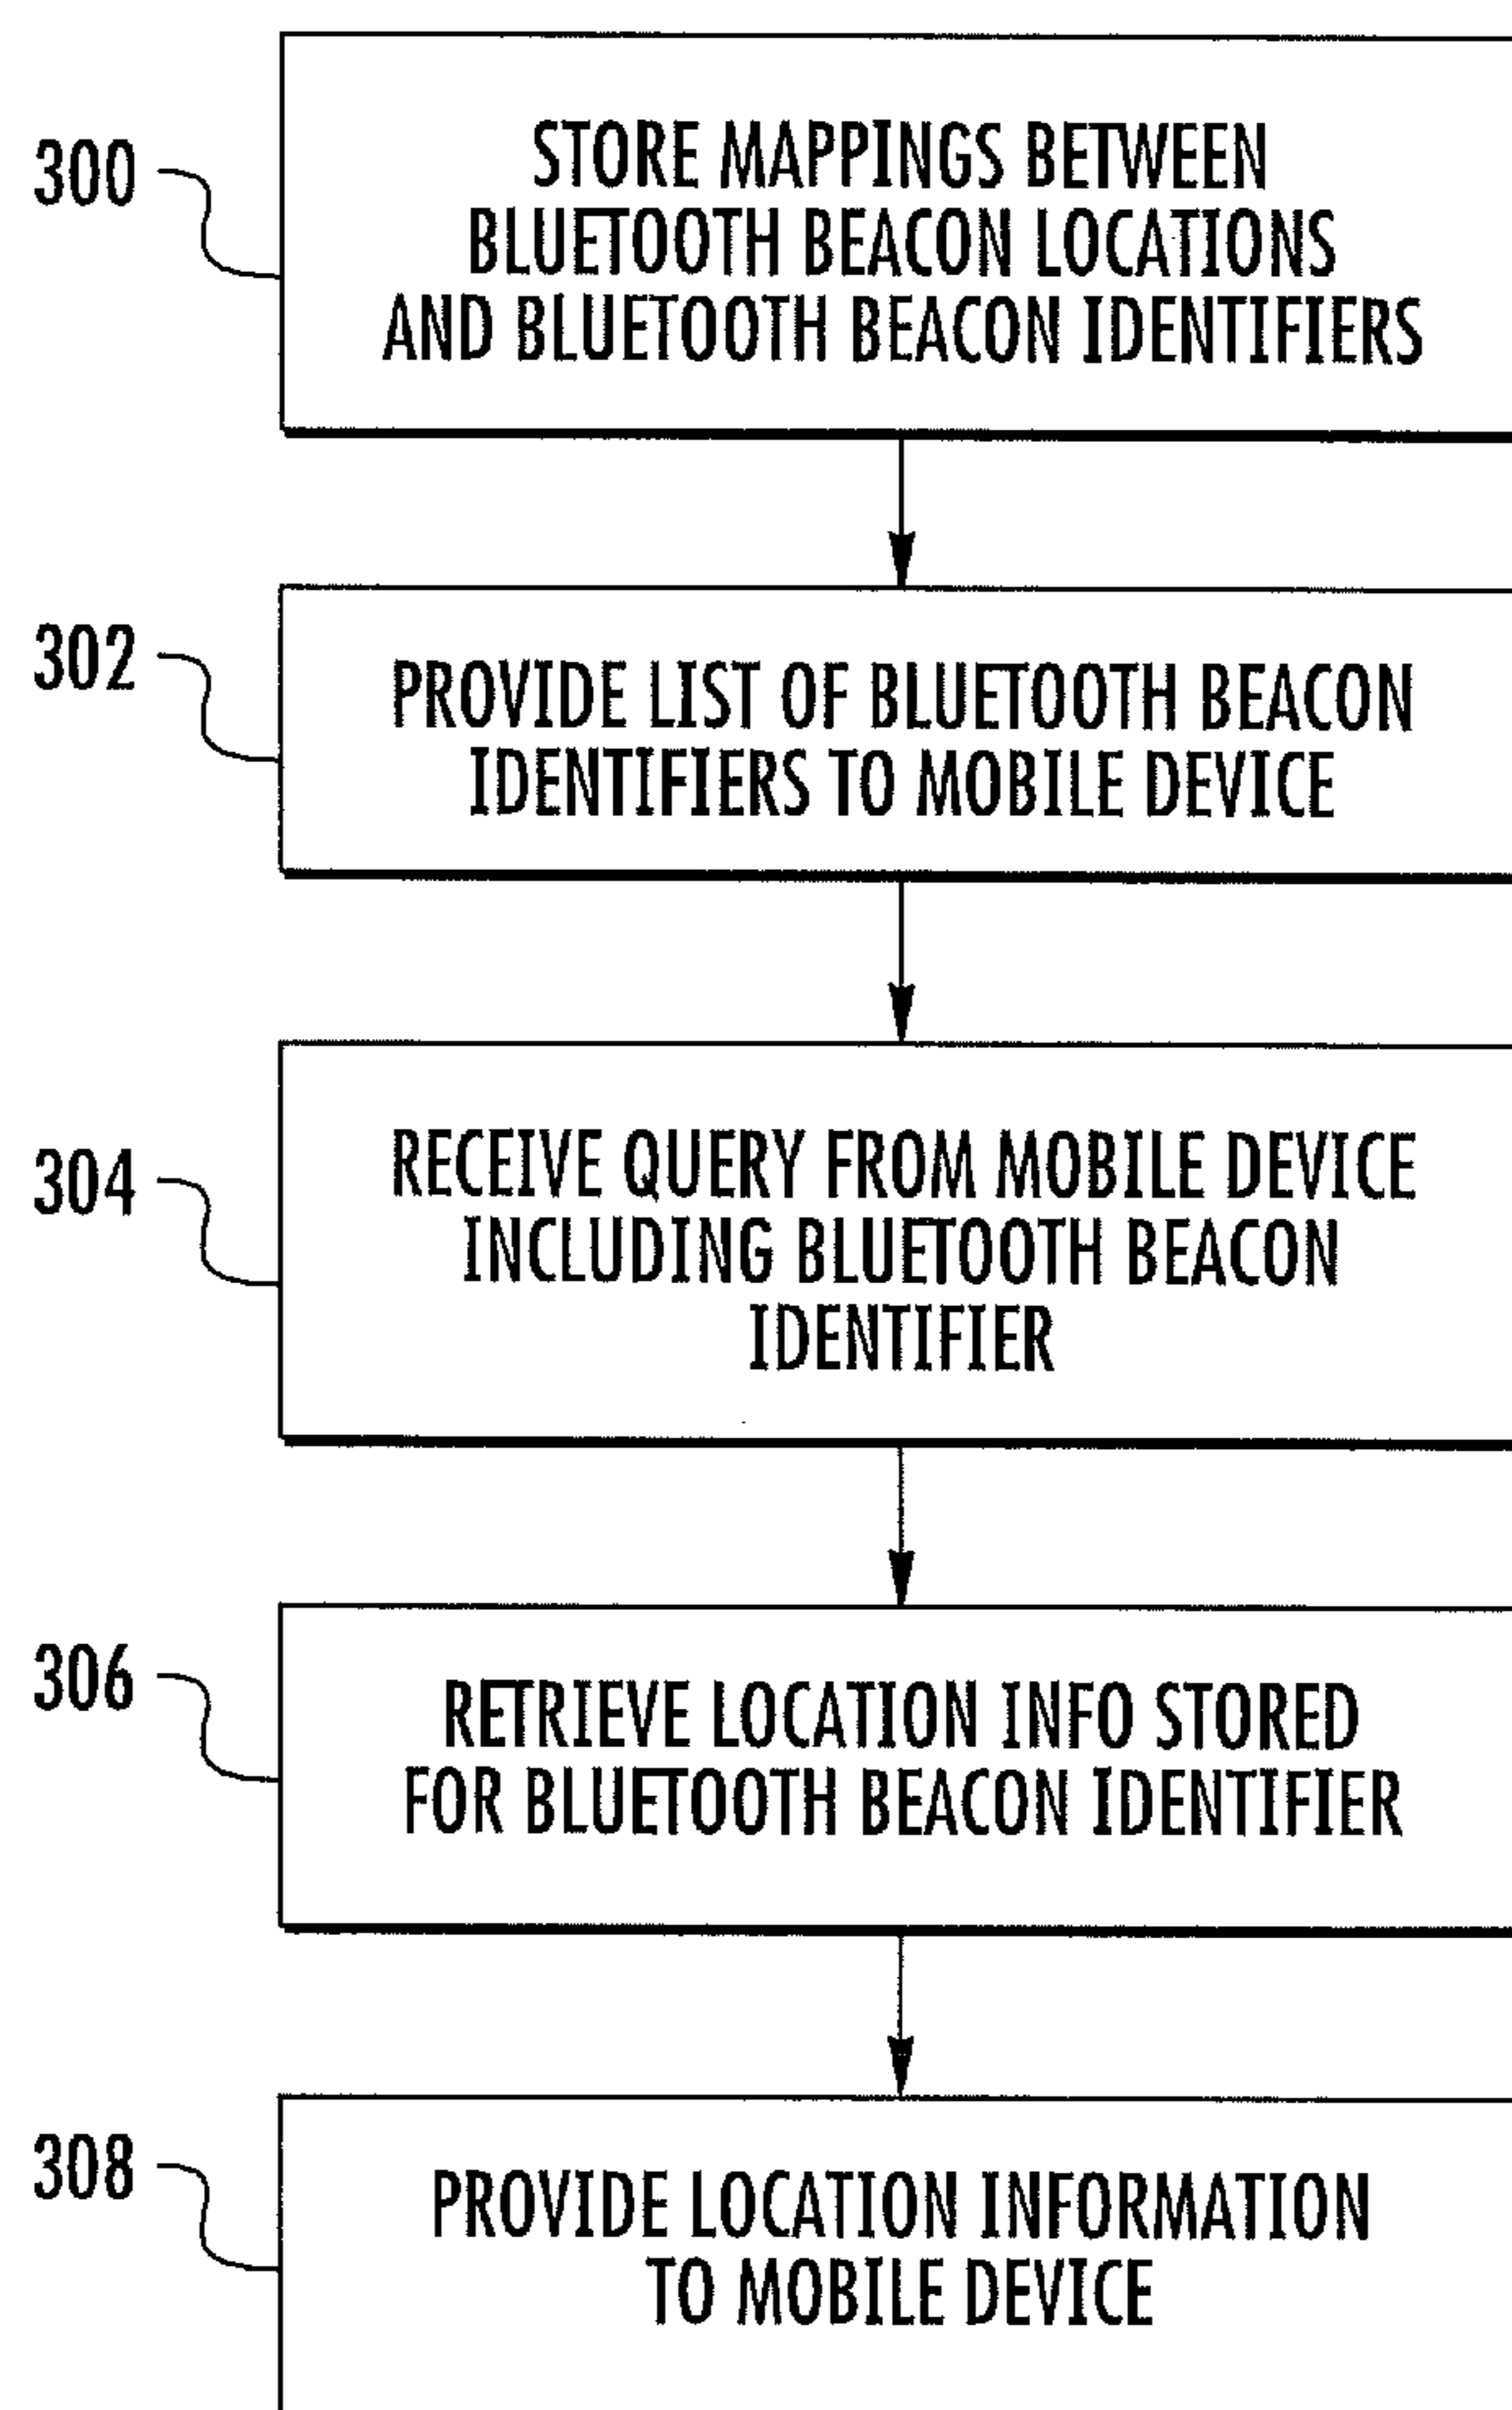 300
STORE MAPPINGS BETWEEN
BLUETOOTH BEACON LOCATIONS
AND BLUETOOTH BEACON IDENTIFIERS
302
PROVIDE LIST OF BLUETOOTH BEACON
IDENTIFIERS TO MOBILE DEVICE
304
RECEIVE QUERY FROM MOBILE DEVICE
INCLUDING BLUETOOTH BEACON
IDENTIFIER
306
RETRIEVE LOCATION INFO STORED
FOR BLUETOOTH BEACON IDENTIFIER
308
PROVIDE LOCATION INFORMATION
TO MOBILE DEVICE